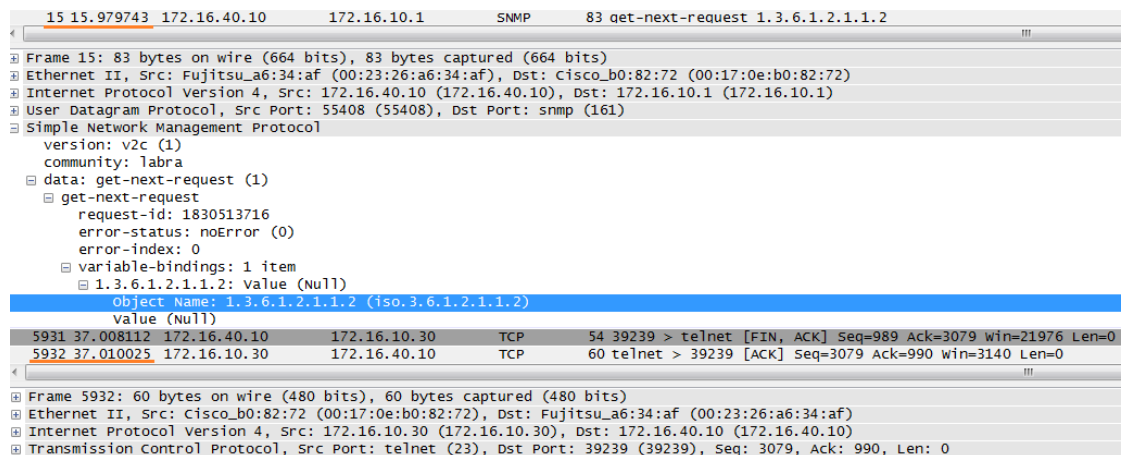 15 15.979743 172.16.40.10 172.16.10.1 SNMP 83 get-next-request 1.3.6.1.2.1.1.2
Frame 15: 83 bytes on wire (664 bits), 83 bytes captured (664 bits)
Ethernet II, Src: Fujitsu_a6:34:af (00:23:26:a6:34:af), Dst: Cisco_b0:82:72 (00:17:0e:b0:82:72)
Internet Protocol Version 4, Src: 172.16.40.10 (172.16.40.10), Dst: 172.16.10.1 (172.16.10.1)
User Datagram Protocol, Src Port: 55408 (55408), Dst Port: snmp (161)
Simple Network Management Protocol
version: v2c (1)
community: labra
data: get-next-request (1)
get-next-request
request-id: 1830513716
error-status: noError (0)
error-index: 0
variable-bindings: 1 item
1.3.6.1.2.1.1.2: Value (Null)
Object Name: 1.3.6.1.2.1.1.2 (iso.3.6.1.2.1.1.2)
Value (Null)
5931 37.008112 172.16.40.10 172.16.10.30 TCP 54 39239 > telnet [FIN, ACK] Seq=989 Ack=3079 Win=21976 Len=0
5932 37.010025 172.16.10.30 172.16.40.10 TCP 60 telnet > 39239 [ACK] Seq=3079 Ack=990 Win=3140 Len=0
Frame 5932: 60 bytes on wire (480 bits), 60 bytes captured (480 bits)
Ethernet II, Src: Cisco_b0:82:72 (00:17:0e:b0:82:72), Dst: Fujitsu_a6:34:af (00:23:26:a6:34:af)
Internet Protocol Version 4, Src: 172.16.10.30 (172.16.10.30), Dst: 172.16.40.10 (172.16.40.10)
Transmission Control Protocol, Src Port: telnet (23), Dst Port: 39239 (39239), Seq: 3079, Ack: 990, Len: 0